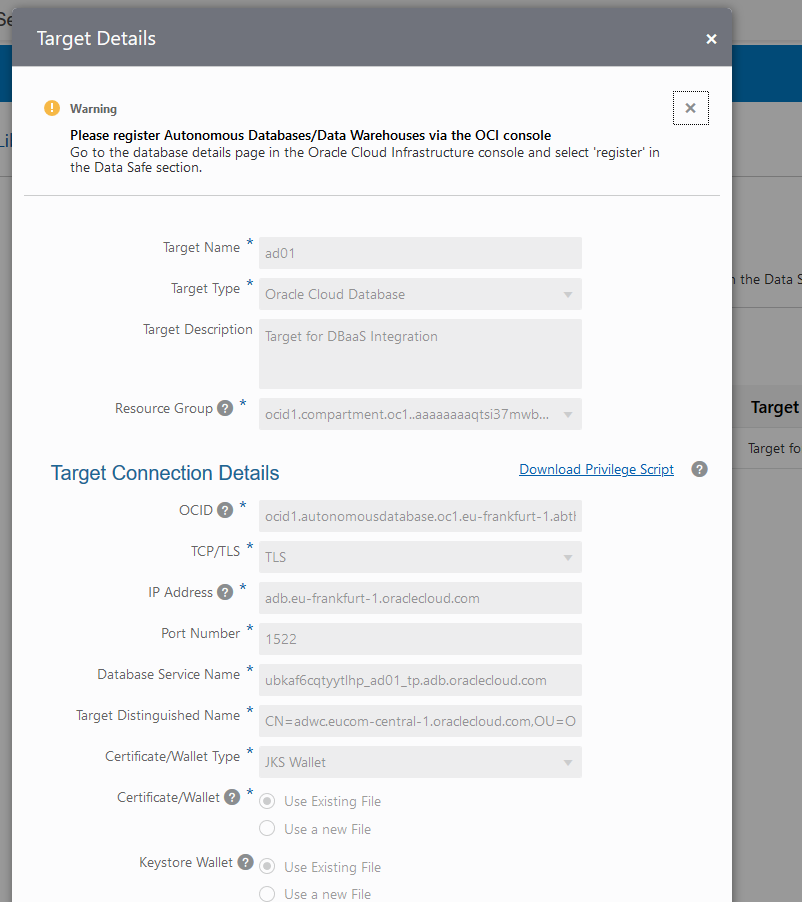 Target Details
Warning
Please register Autonomous Databases/Data Warehouses via the OCI console
Go to the database details page in the Oracle Cloud Infrastructure console and select 'register' in
the Data Safe section.
Target Name * ad01
Target Type * Oracle Cloud Database
Target Description Target for DBaaS Integration
Resource Group * ocid1.compartment.oc1..aaaaaaaaqtsi37mwb...
Target Connection Details Download Privilege Script
OCID * ocid1.autonomousdatabase.oc1.eu-frankfurt-1.abtl
TCP/TLS * TLS
IP Address * adb.eu-frankfurt-1.oraclecloud.com
Port Number * 1522
Database Service Name * ubkaf6cqtyytlhp_ad01_tp.adb.oraclecloud.com
Target Distinguished Name * CN=adwc.eucom-central-1.oraclecloud.com,OU=O
Certificate/Wallet Type * JKS Wallet
Certificate/Wallet * Use Existing File
Use a new File
Keystore Wallet Use Existing File
Use a new File
the Data S
Target
Target fo